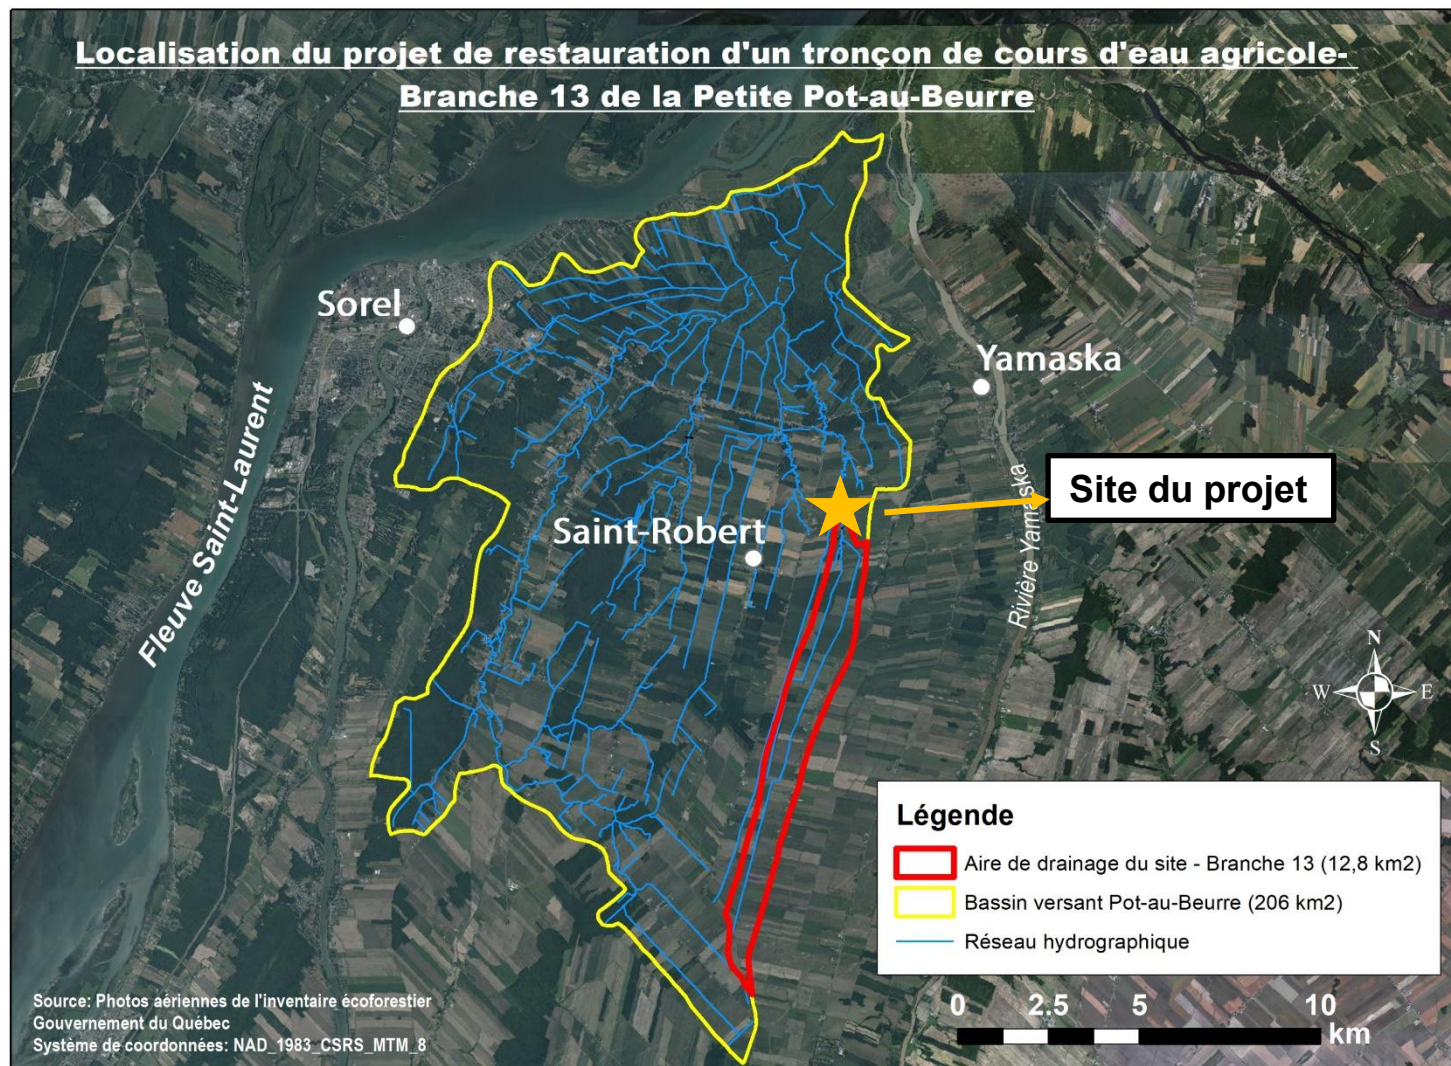 Localisation du projet de restauration d'un tronçon de cours d'eau agricole-
Branche 13 de la Petite Pot-au-Beurre
Sorel
Yamaska
Fleuve Saint-Laurent
Site du projet
Saint-Robert
Rivière Yamaska
N
W
E
S
Légende
Aire de drainage du site - Branche 13 (12,8 km2)
Bassin versant Pot-au-Beurre (206 km2)
Réseau hydrographique
Source: Photos aériennes de l'inventaire écoforestier
Gouvernement du Québec
Système de coordonnées: NAD_1983_CSRS_MTM_8
0 2.5 5 10
km